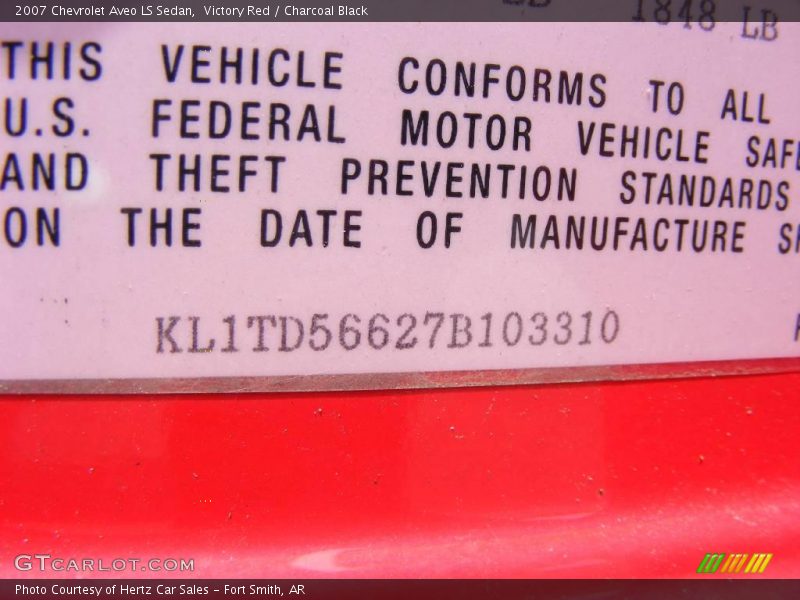 2007 Chevrolet Aveo LS Sedan, Victory Red / Charcoal Black
1848 LB
THIS VEHICLE CONFORMS TO ALL
U.S. FEDERAL MOTOR VEHICLE SAFE
AND THEFT PREVENTION STANDARDS
ON THE DATE OF MANUFACTURE SH
KL1TD56627B103310
GTCARLOT.COM
Photo Courtesy of Hertz Car Sales - Fort Smith, AR